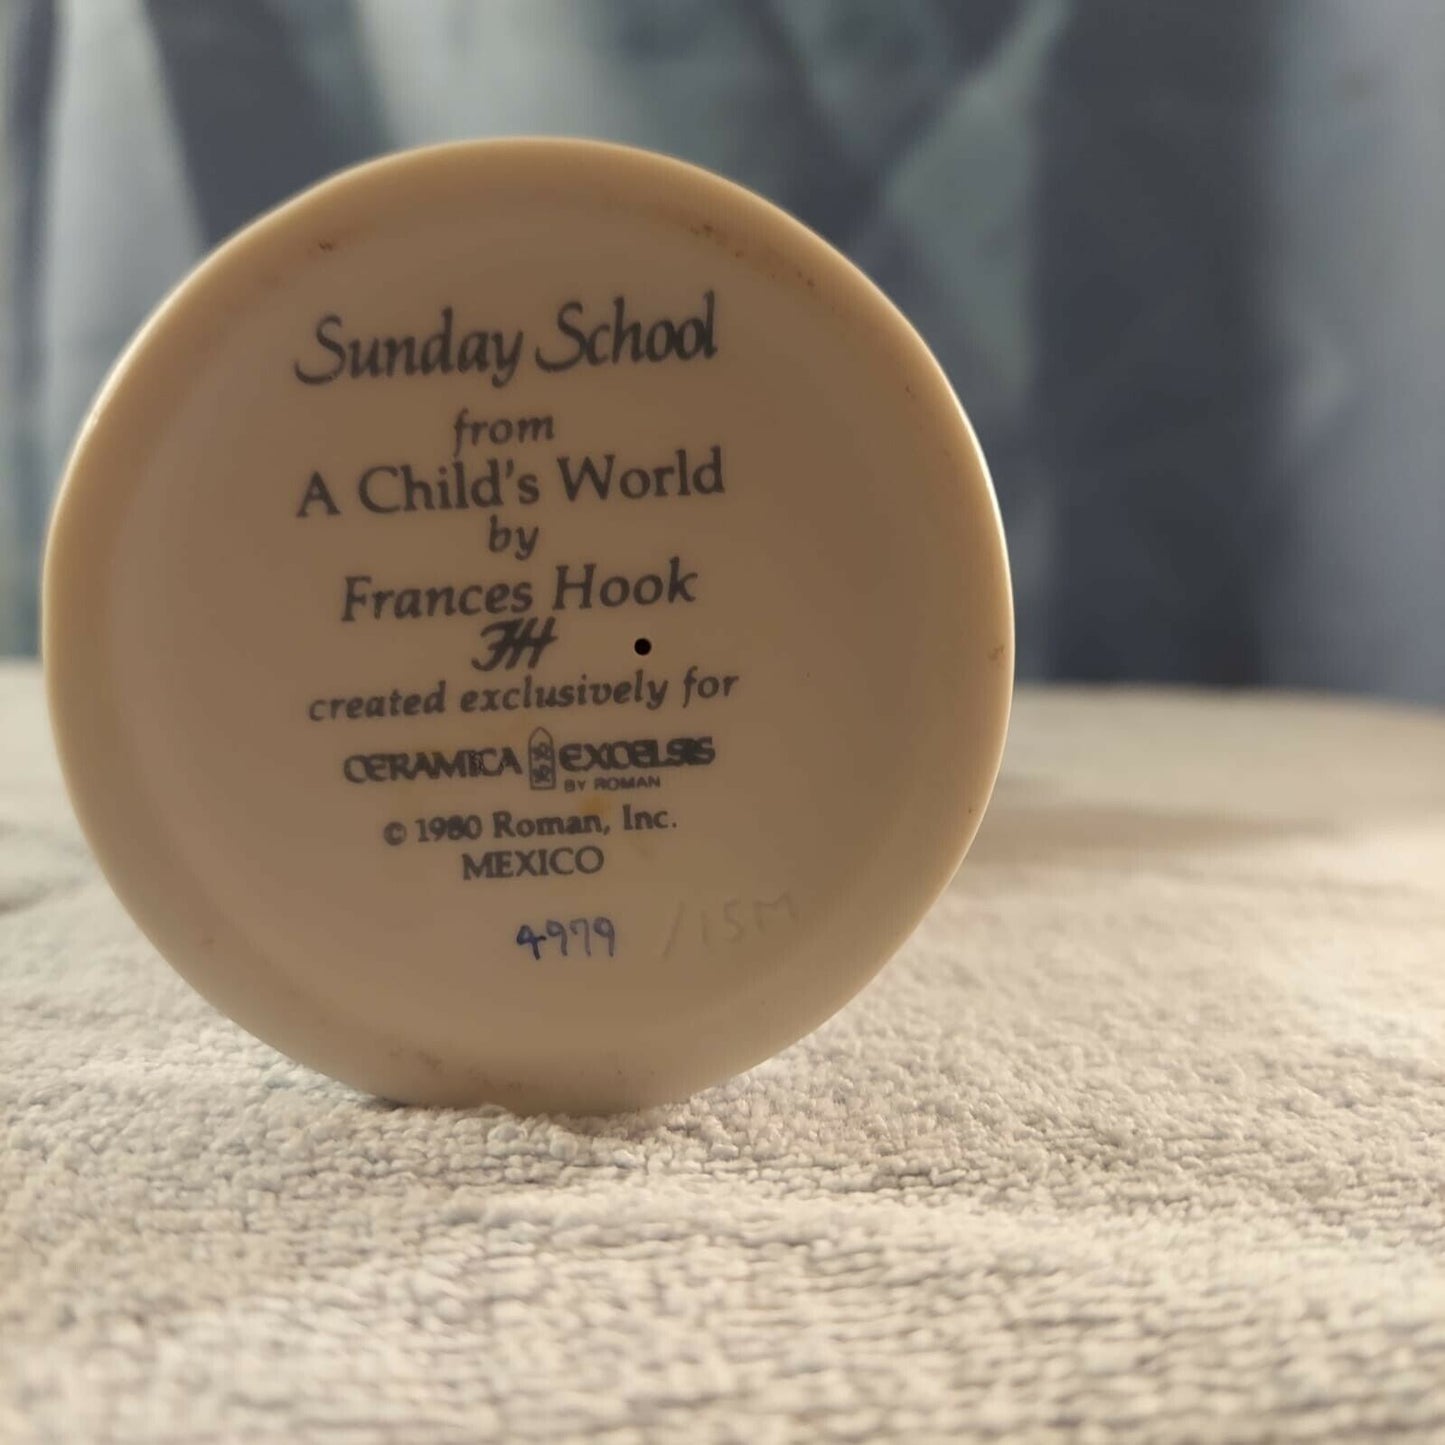 Sunday School
from
A Child's World
by
Frances Hook
FH
created exclusively for
CERAMICA EXCELSIS
BY ROMAN
© 1980 Roman, Inc.
MEXICO
4979 /15M